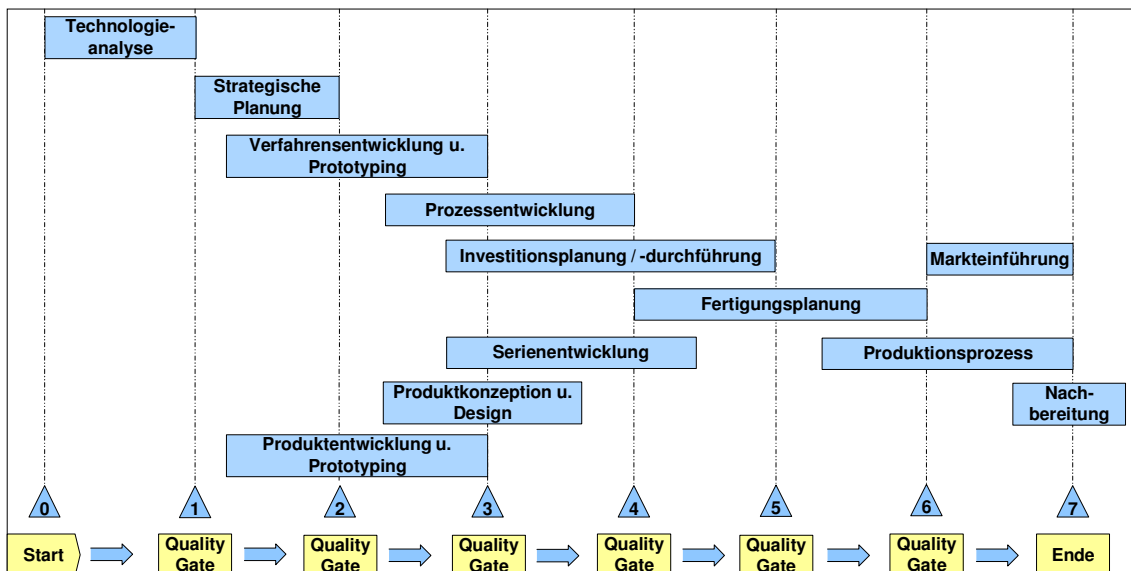 Technologie-
analyse
Strategische
Planung
Verfahrensentwicklung u.
Prototyping
Prozessentwicklung
Investitionsplanung / -durchführung
Markteinführung
Fertigungsplanung
Serienentwicklung
Produktionsprozess
Produktkonzeption u.
Design
Nach-
bereitung
Produktentwicklung u.
Prototyping
0 1 2 3 4 5 6 7
Start
Quality
Gate
Quality
Gate
Quality
Gate
Quality
Gate
Quality
Gate
Quality
Gate
Ende